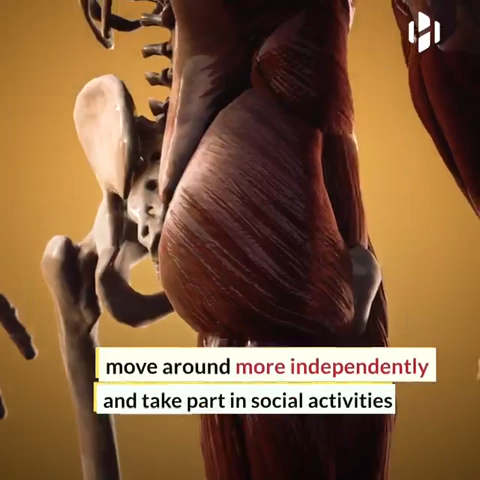 move around more independently
and take part in social activities